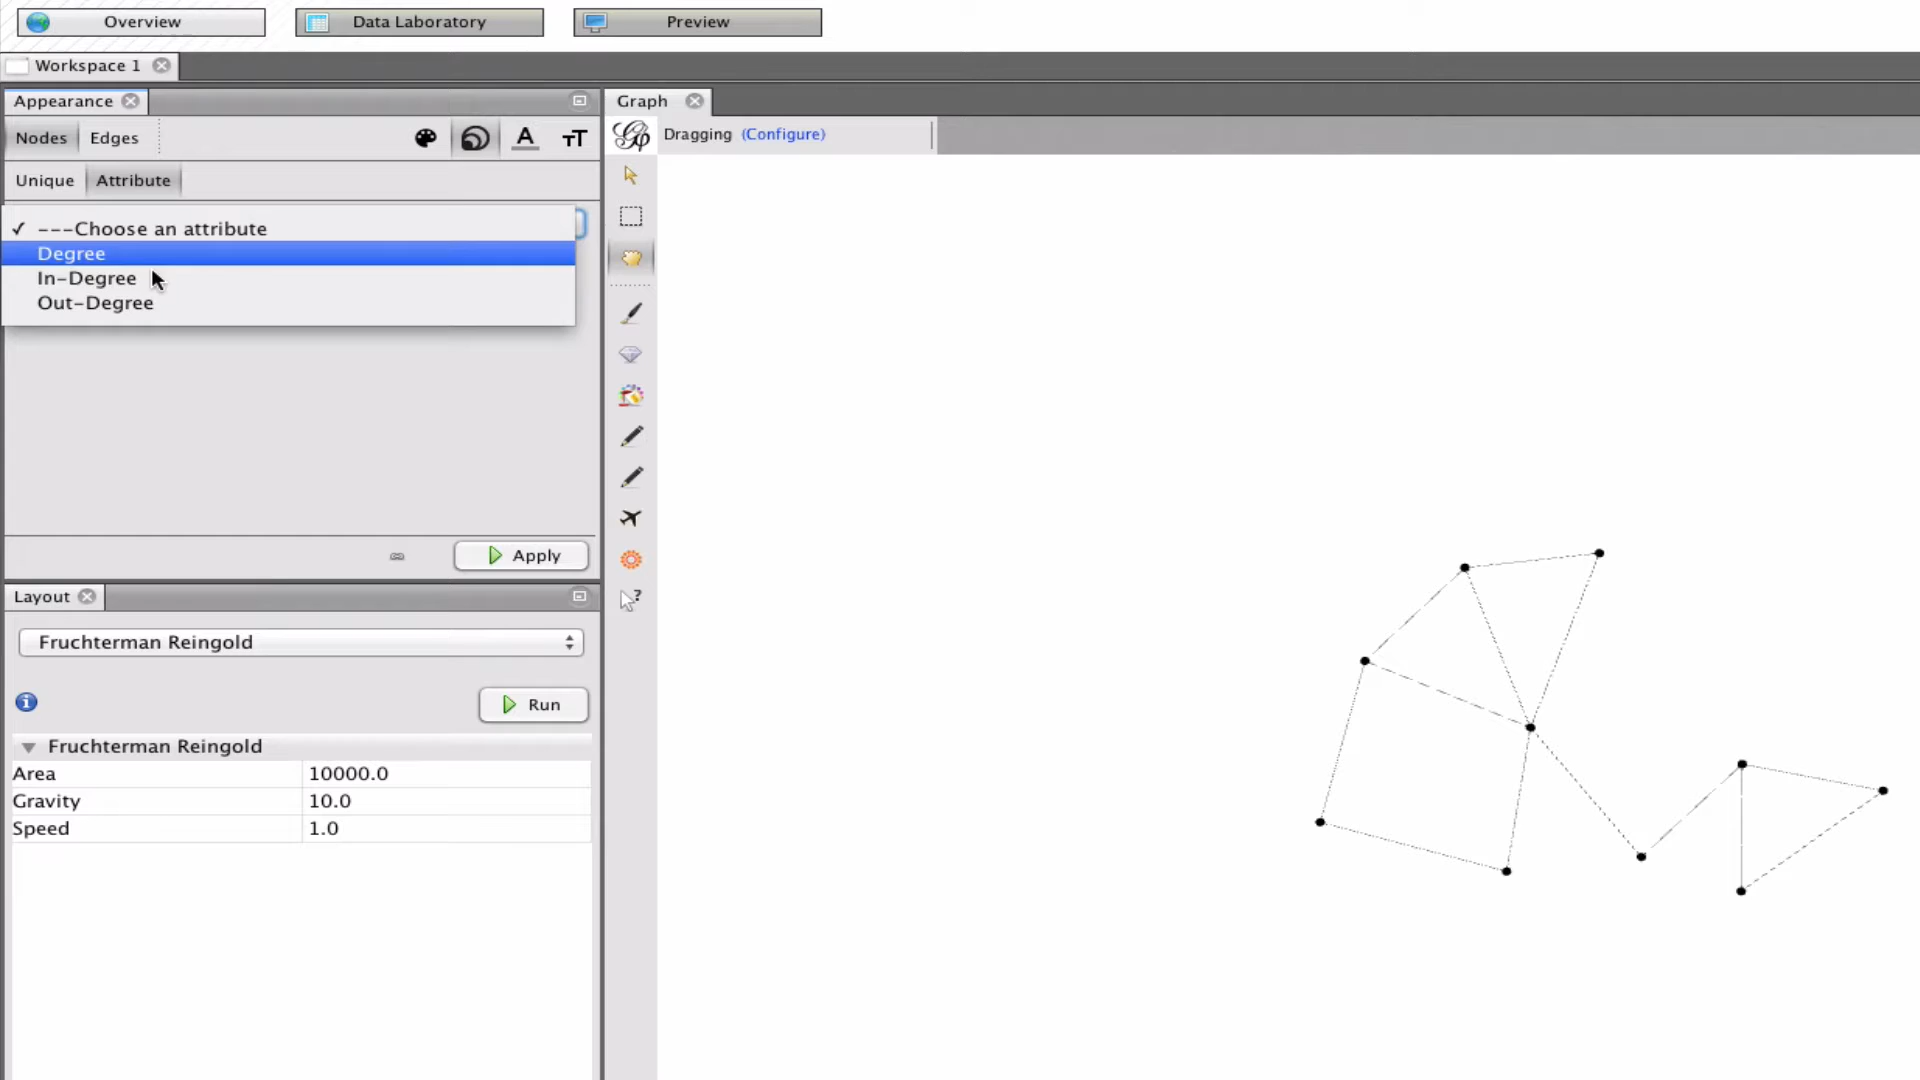 Overview
Data Laboratory
Preview
Workspace 1
Appearance
Graph
Nodes
Edges
A
TT
Dragging (Configure)
Unique
Attribute
✓ ---Choose an attribute
Degree
In-Degree
Out-Degree
Apply
Layout
Fruchterman Reingold
Run
Fruchterman Reingold
Area 10000.0
Gravity 10.0
Speed 1.0